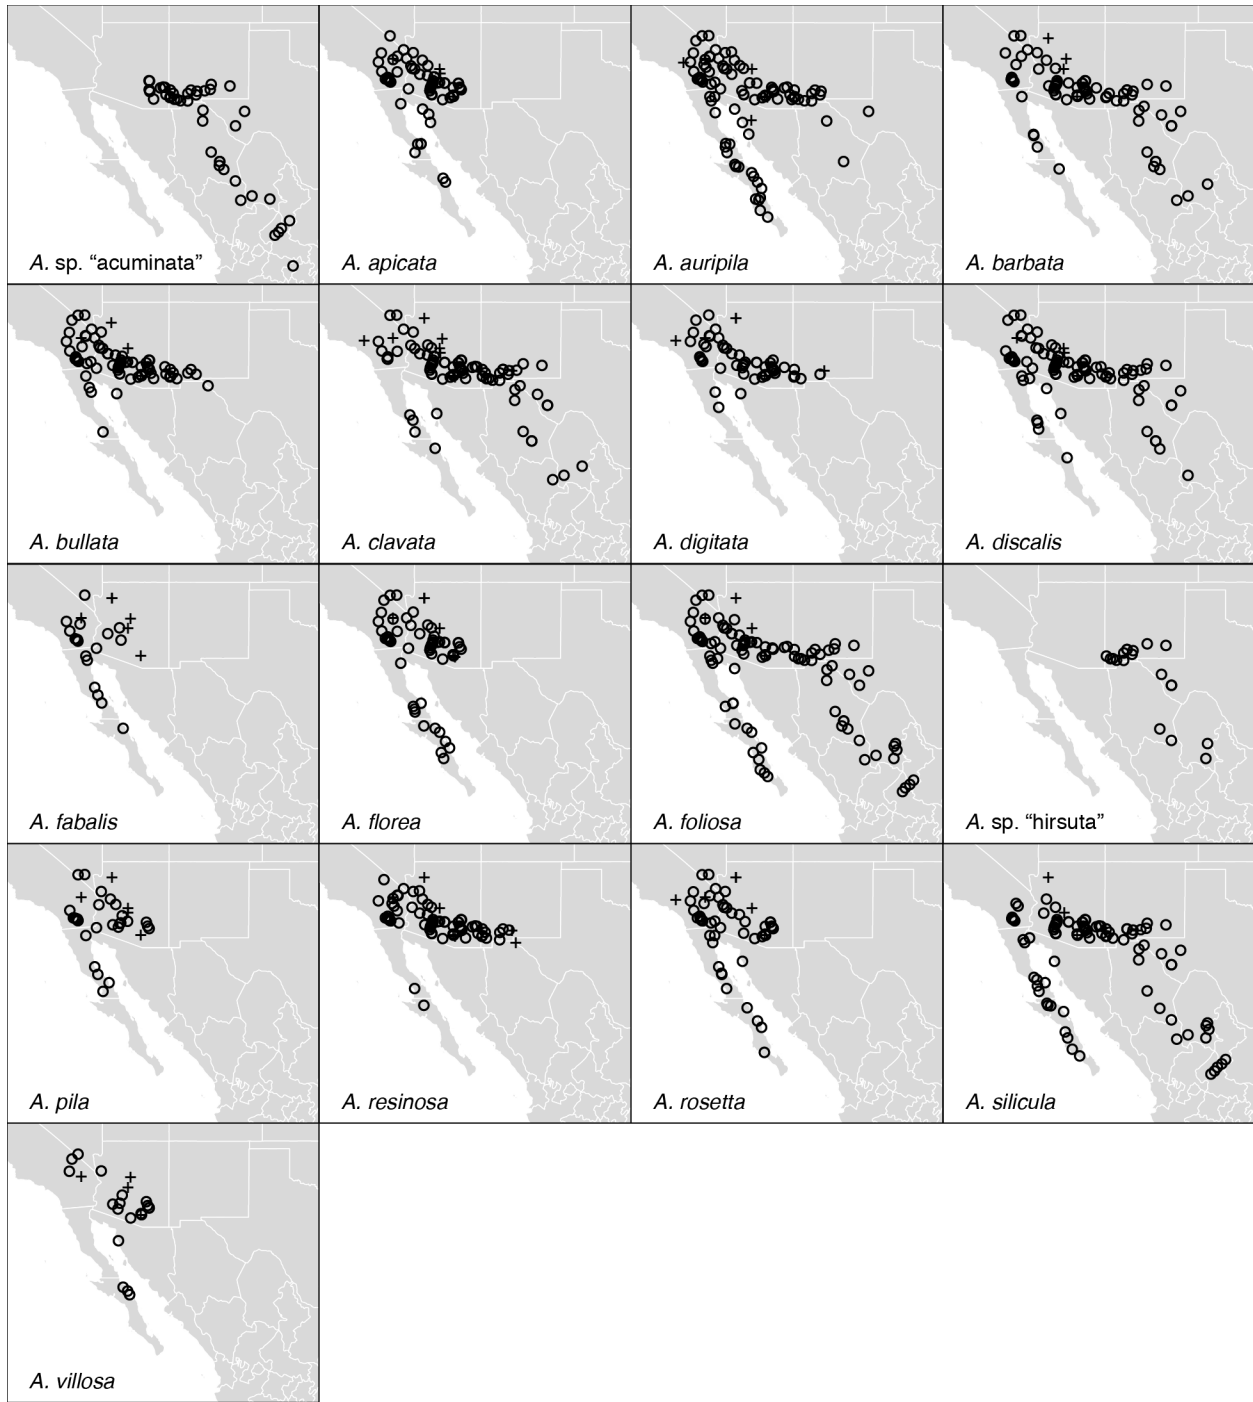 A. sp. “acuminata”
A. apicata
A. auripila
A. barbata
A. bullata
A. clavata
A. digitata
A. discalis
A. fabalis
A. florea
A. foliosa
A. sp. “hirsuta”
A. pila
A. resinosa
A. rosetta
A. silicula
A. villosa